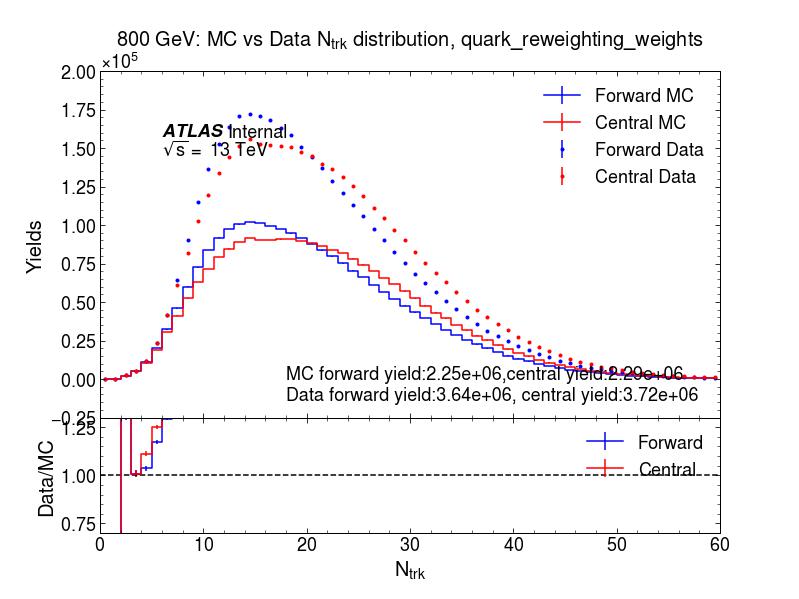 800 GeV: MC vs Data Ntrk distribution, quark_reweighting_weights
×10⁵
2.00
1.75
1.50
1.25
1.00
0.75
0.50
0.25
0.00
−0.25
Yields
ATLAS Internal
√s = 13 TeV
Forward MC
Central MC
Forward Data
Central Data
MC forward yield:2.25e+06,central yield:2.29e+06
Data forward yield:3.64e+06, central yield:3.72e+06
1.25
1.00
0.75
Data/MC
Forward
Central
0 10 20 30 40 50 60
Ntrk